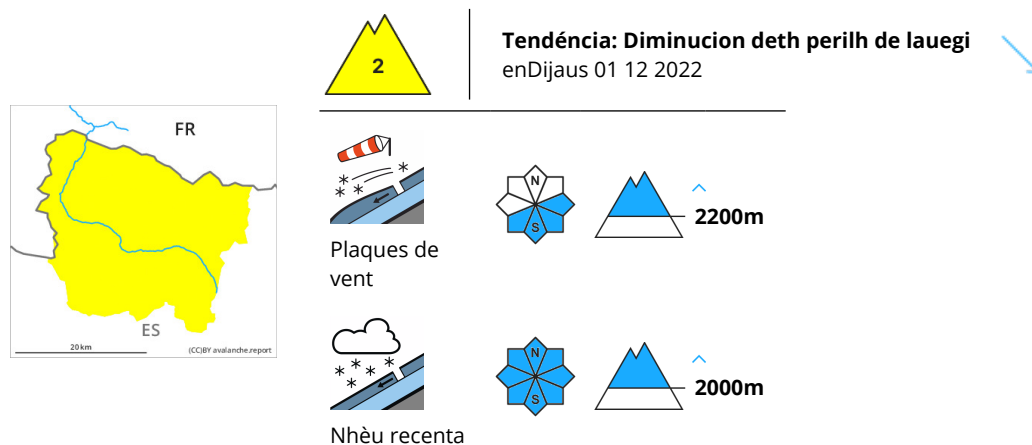 2
Tendéncia: Diminucion deth perilh de lauegi
enDijaus 01 12 2022
FR
ES
20 km
(CC)BY avalanche.report
N
S
2200m
Plaques de
vent
N
S
2000m
Nhèu recenta